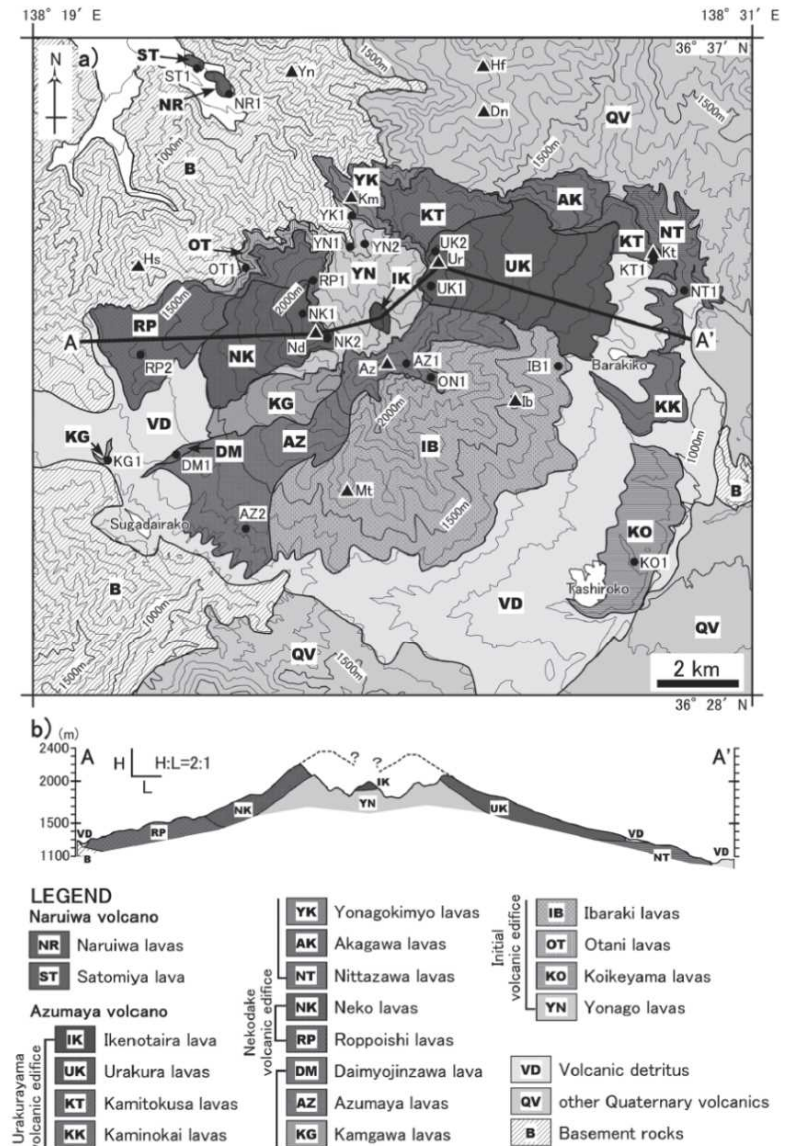 138° 19' E
138° 31' E
36° 37' N
N
a)
ST
ST1
NR
NR1
Yn
1500m
Hf
Dn
QV
1500m
1000m
B
1500m
YK
Km
YK1
KT
AK
NT
OT
OT1
Hs
YN1
YN2
YN
UK2
Ur
IK
UK
UK1
KT
KT1
Kt
NT1
RP1
2000m
NK1
1500m
RP
A
A'
NK
Nd
NK2
RP2
Az
AZ1
ON1
IB1
Barakiko
KG
2000m
Ib
KK
VD
AZ
IB
1000m
KG
KG1
DM
DM1
Mt
1500m
B
Sugadairako
AZ2
KO
KO1
B
1000m
Tashiroko
VD
QV
QV
1500m
1500m
2 km
36° 28' N
b)
(m)
2400
2000
1500
1100
A
H
L
H:L=2:1
A'
? ?
IK
YN
NK
RP
VD
B
UK
VD
NT
VD
LEGEND
Naruiwa volcano
NR Naruiwa lavas
ST Satomiya lava
Azumaya volcano
Urakurayama volcanic edifice
IK Ikenotaira lava
UK Urakura lavas
KT Kamitokusa lavas
KK Kaminokai lavas
YK Yonagokimyo lavas
AK Akagawa lavas
NT Nittazawa lavas
Nekodake volcanic edifice
NK Neko lavas
RP Roppoishi lavas
DM Daimyojinzawa lava
AZ Azumaya lavas
KG Kamgawa lavas
Initial volcanic edifice
IB Ibaraki lavas
OT Otani lavas
KO Koikeyama lavas
YN Yonago lavas
VD Volcanic detritus
QV other Quaternary volcanics
B Basement rocks